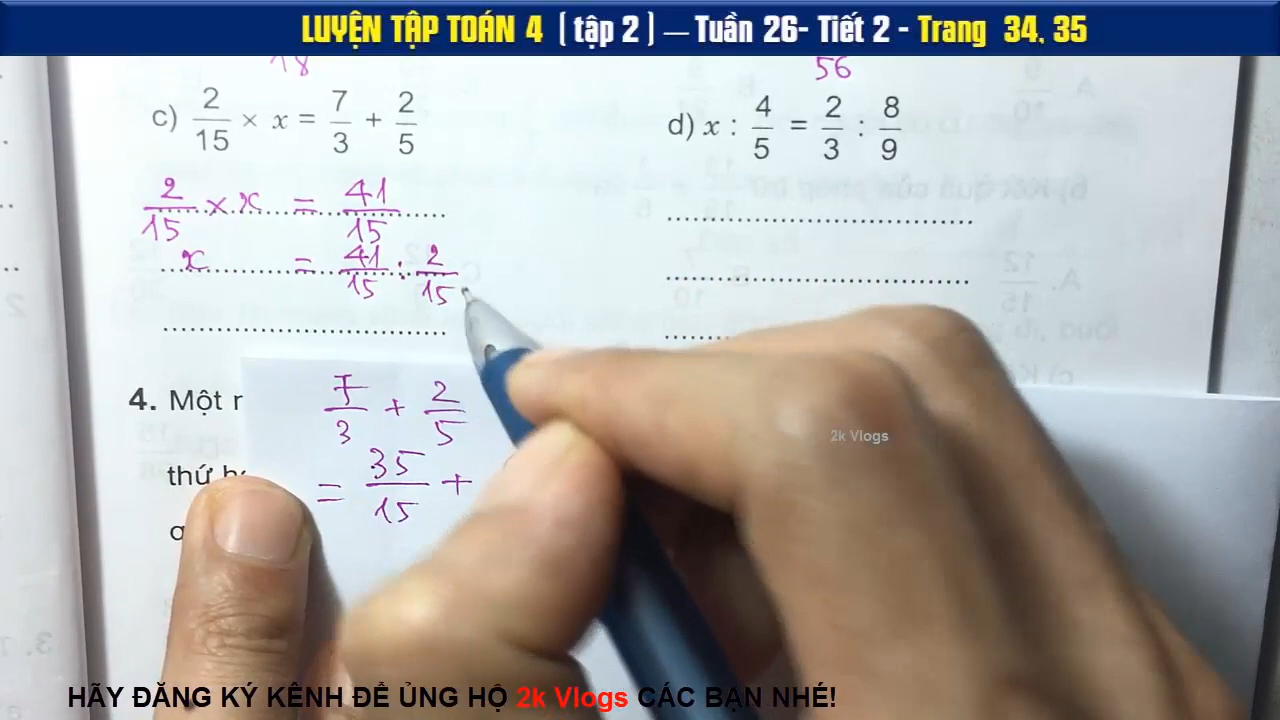 LUYỆN TẬP TOÁN 4 ( tập 2 ) — Tuần 26- Tiết 2 - Trang 34, 35
18
56
c) 2/15 × x = 7/3 + 2/5
d) x : 4/5 = 2/3 : 8/9
2/15 × x = 41/15
x = 41/15 : 2/15
4. Một r
7/3 + 2/5
2k Vlogs
thứ h
= 35/15 +
HÃY ĐĂNG KÝ KÊNH ĐỂ ỦNG HỘ 2k Vlogs CÁC BẠN NHÉ!